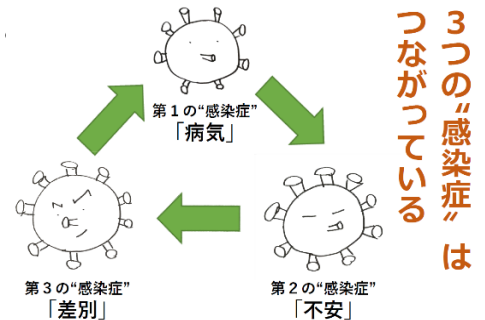 3つの“感染症”は
つながっている
第1の“感染症”
「病気」
第2の“感染症”
「不安」
第3の“感染症”
「差別」